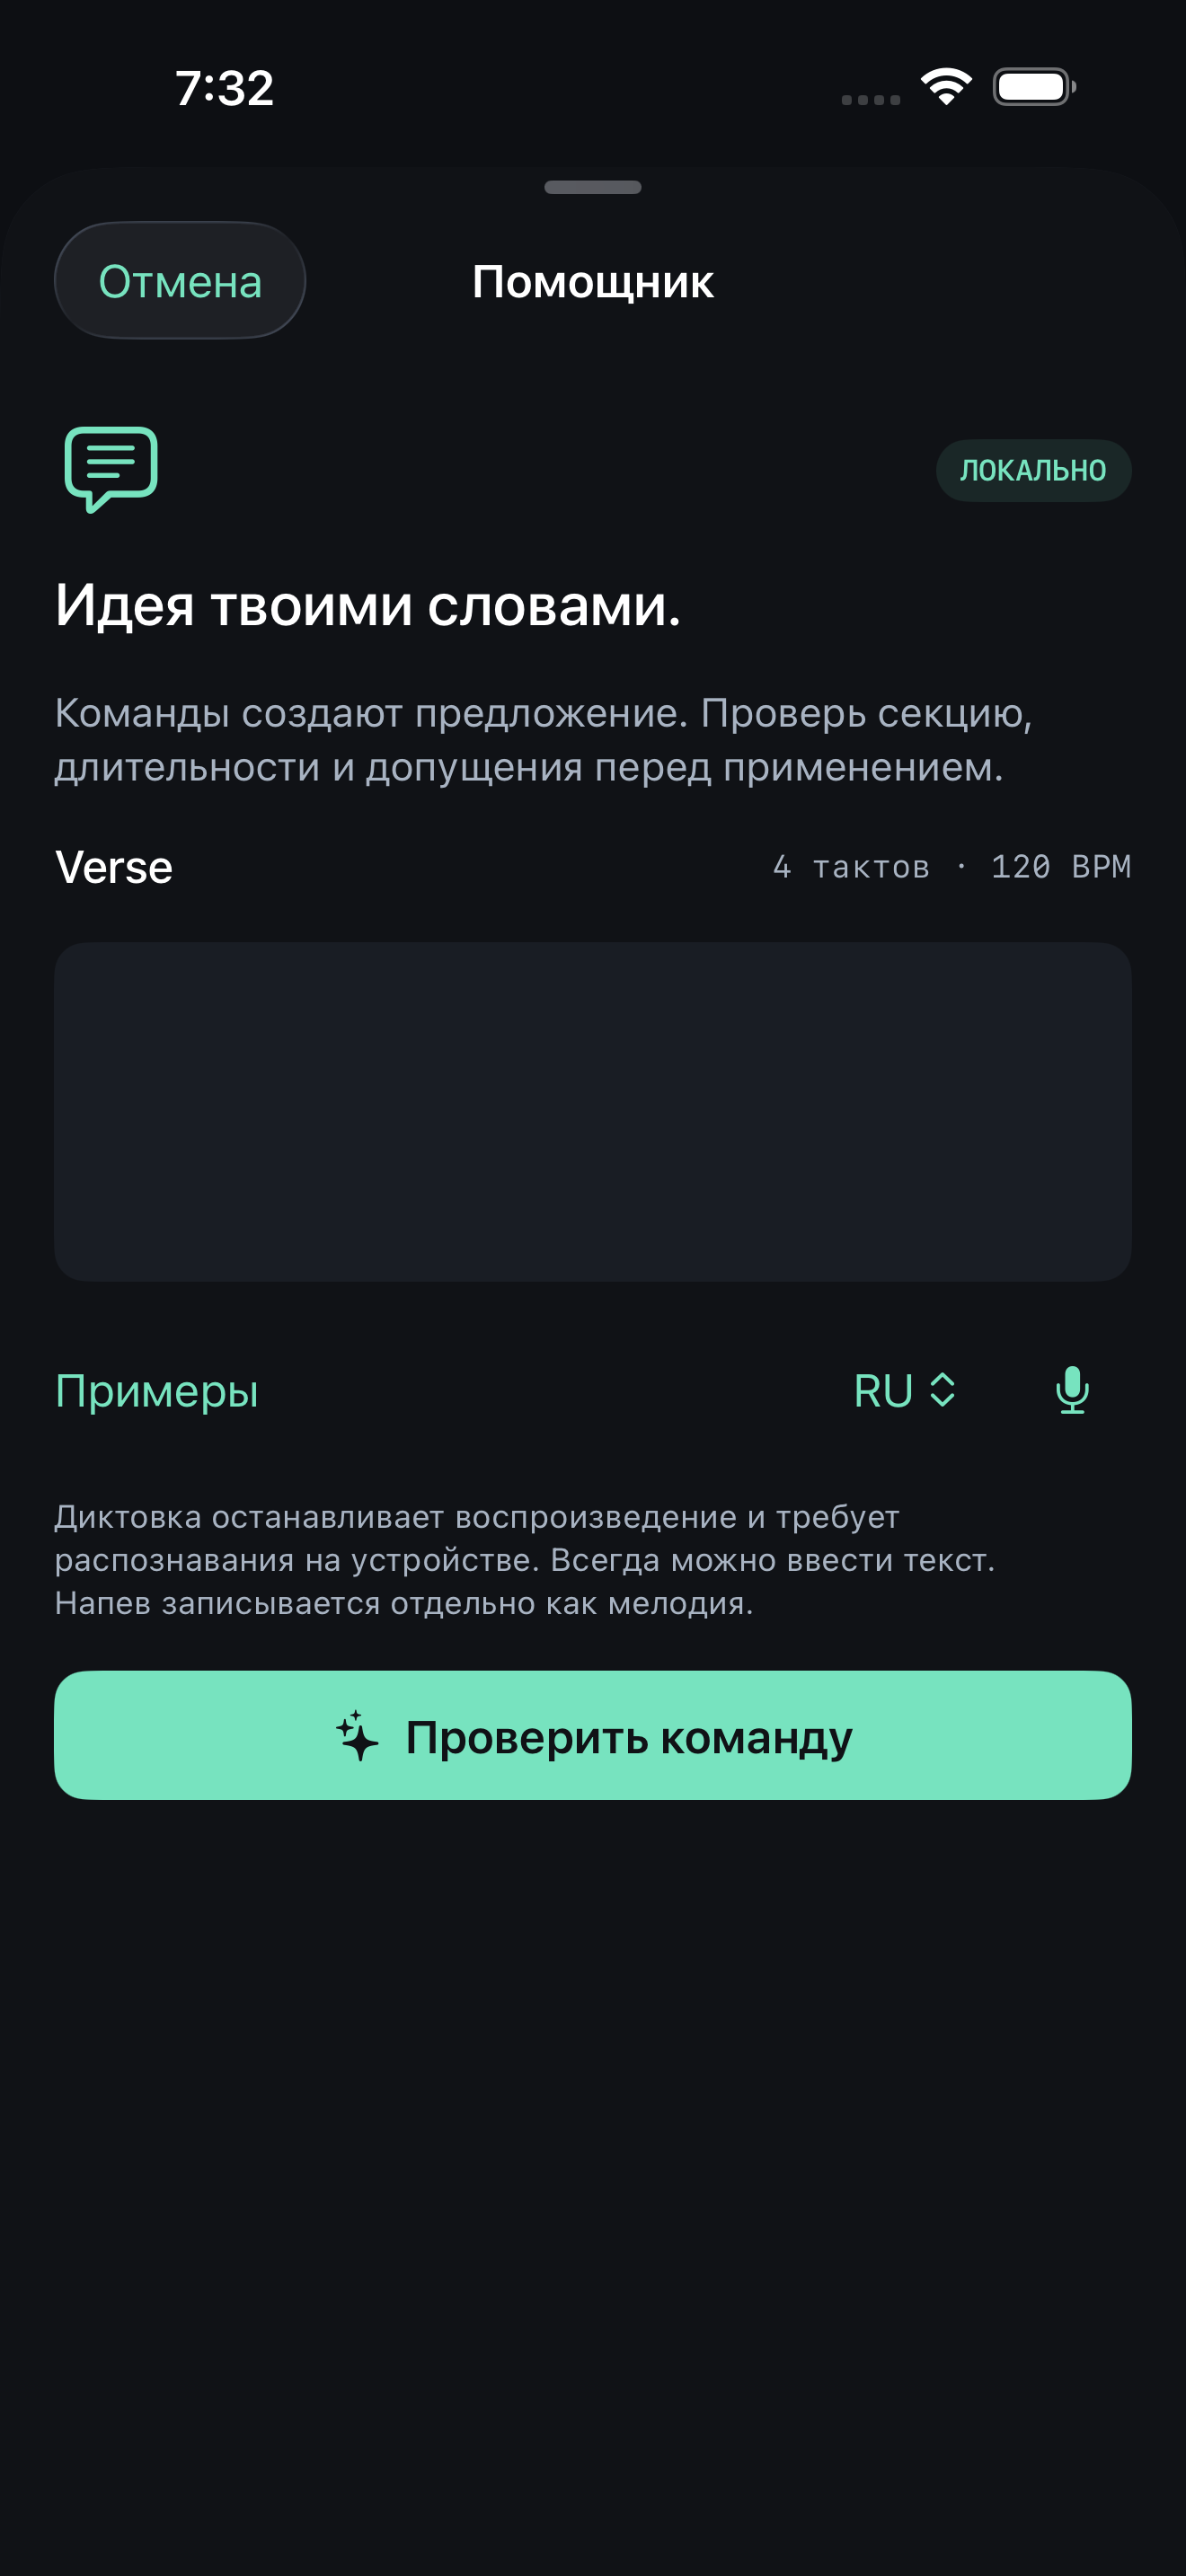 7:32
Отмена
Помощник
ЛОКАЛЬНО
Идея твоими словами.
Команды создают предложение. Проверь секцию,
длительности и допущения перед применением.
Verse
4 тактов · 120 BPM
Примеры
RU
Диктовка останавливает воспроизведение и требует
распознавания на устройстве. Всегда можно ввести текст.
Напев записывается отдельно как мелодия.
Проверить команду